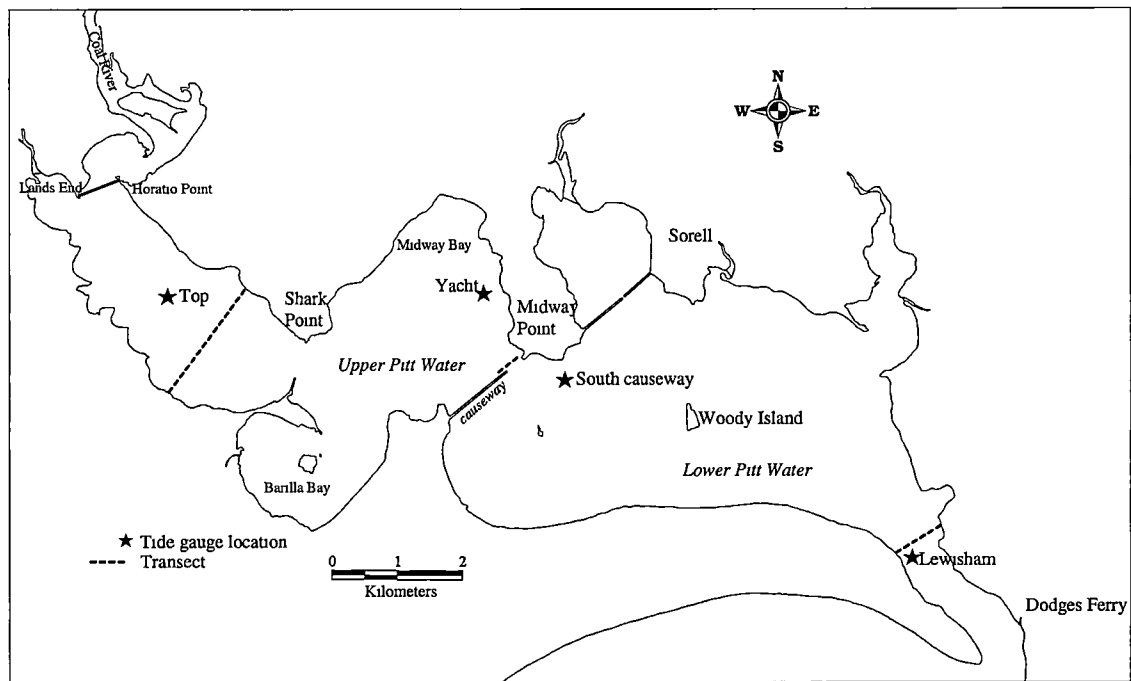 Coal River
N
W E
S
Lands End
Horatio Point
Sorell
Midway Bay
Top
Yacht
Shark
Point
Midway
Point
Upper Pitt Water
South causeway
causeway
Woody Island
Lower Pitt Water
Barilla Bay
Tide gauge location
Transect
0 1 2
Kilometers
Lewisham
Dodges Ferry